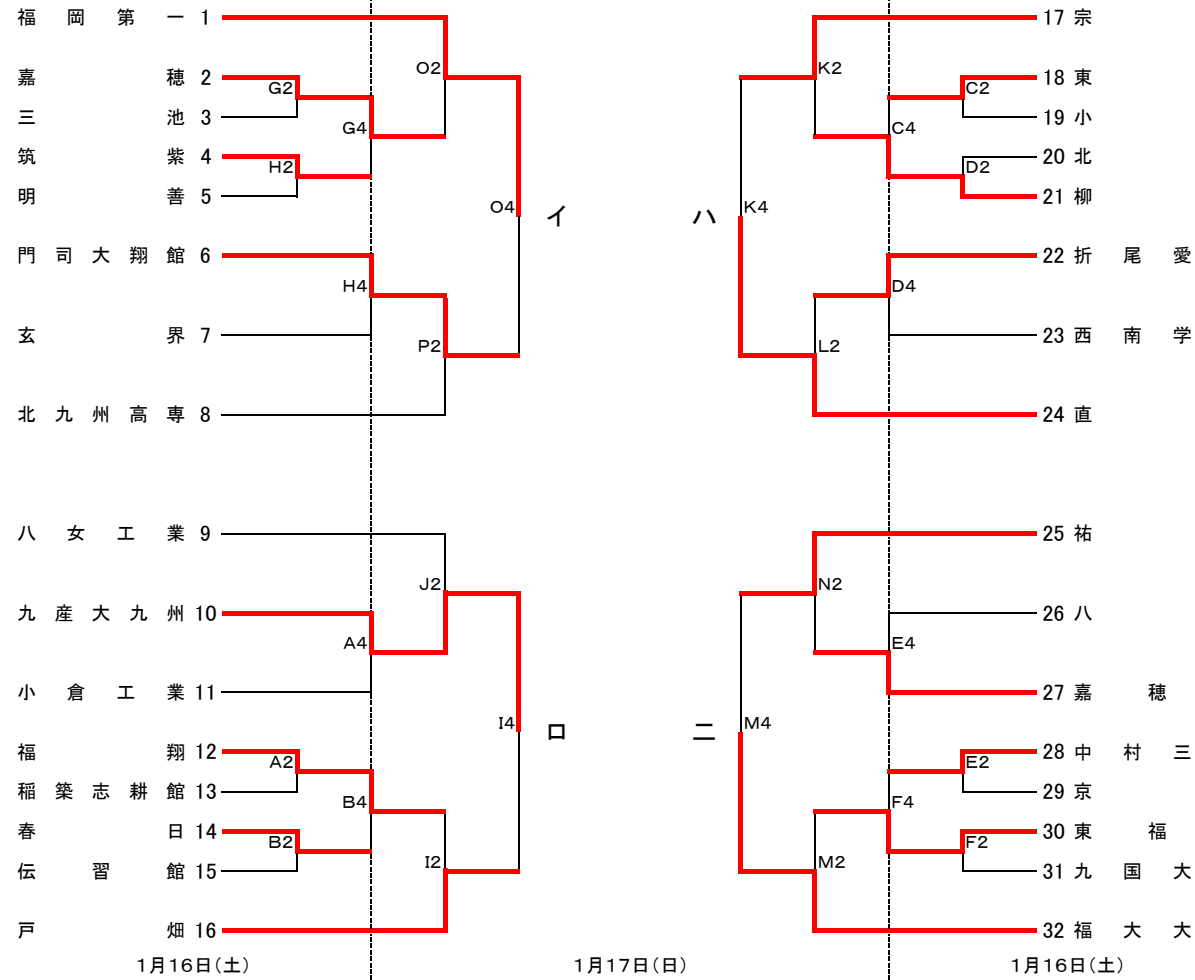 福岡第一 1
17 宗
O2
K2
嘉穂 2
18 東
G2
C2
三池 3
19 小
G4
C4
筑紫 4
20 北
H2
D2
明善 5
21 柳
O4
イ
ハ
K4
門司大翔館 6
22 折尾愛
H4
D4
玄界 7
23 西南学
P2
L2
北九州高専 8
24 直
八女工業 9
25 祐
J2
N2
九産大九州 10
26 八
A4
E4
小倉工業 11
27 嘉穂
I4
ロ
ニ
M4
福翔 12
28 中村三
A2
E2
稲築志耕館 13
29 京
B4
F4
春日 14
30 東福
B2
F2
伝習館 15
31 九国大
I2
M2
戸畑 16
32 福大大
1月16日(土)
1月17日(日)
1月16日(土)